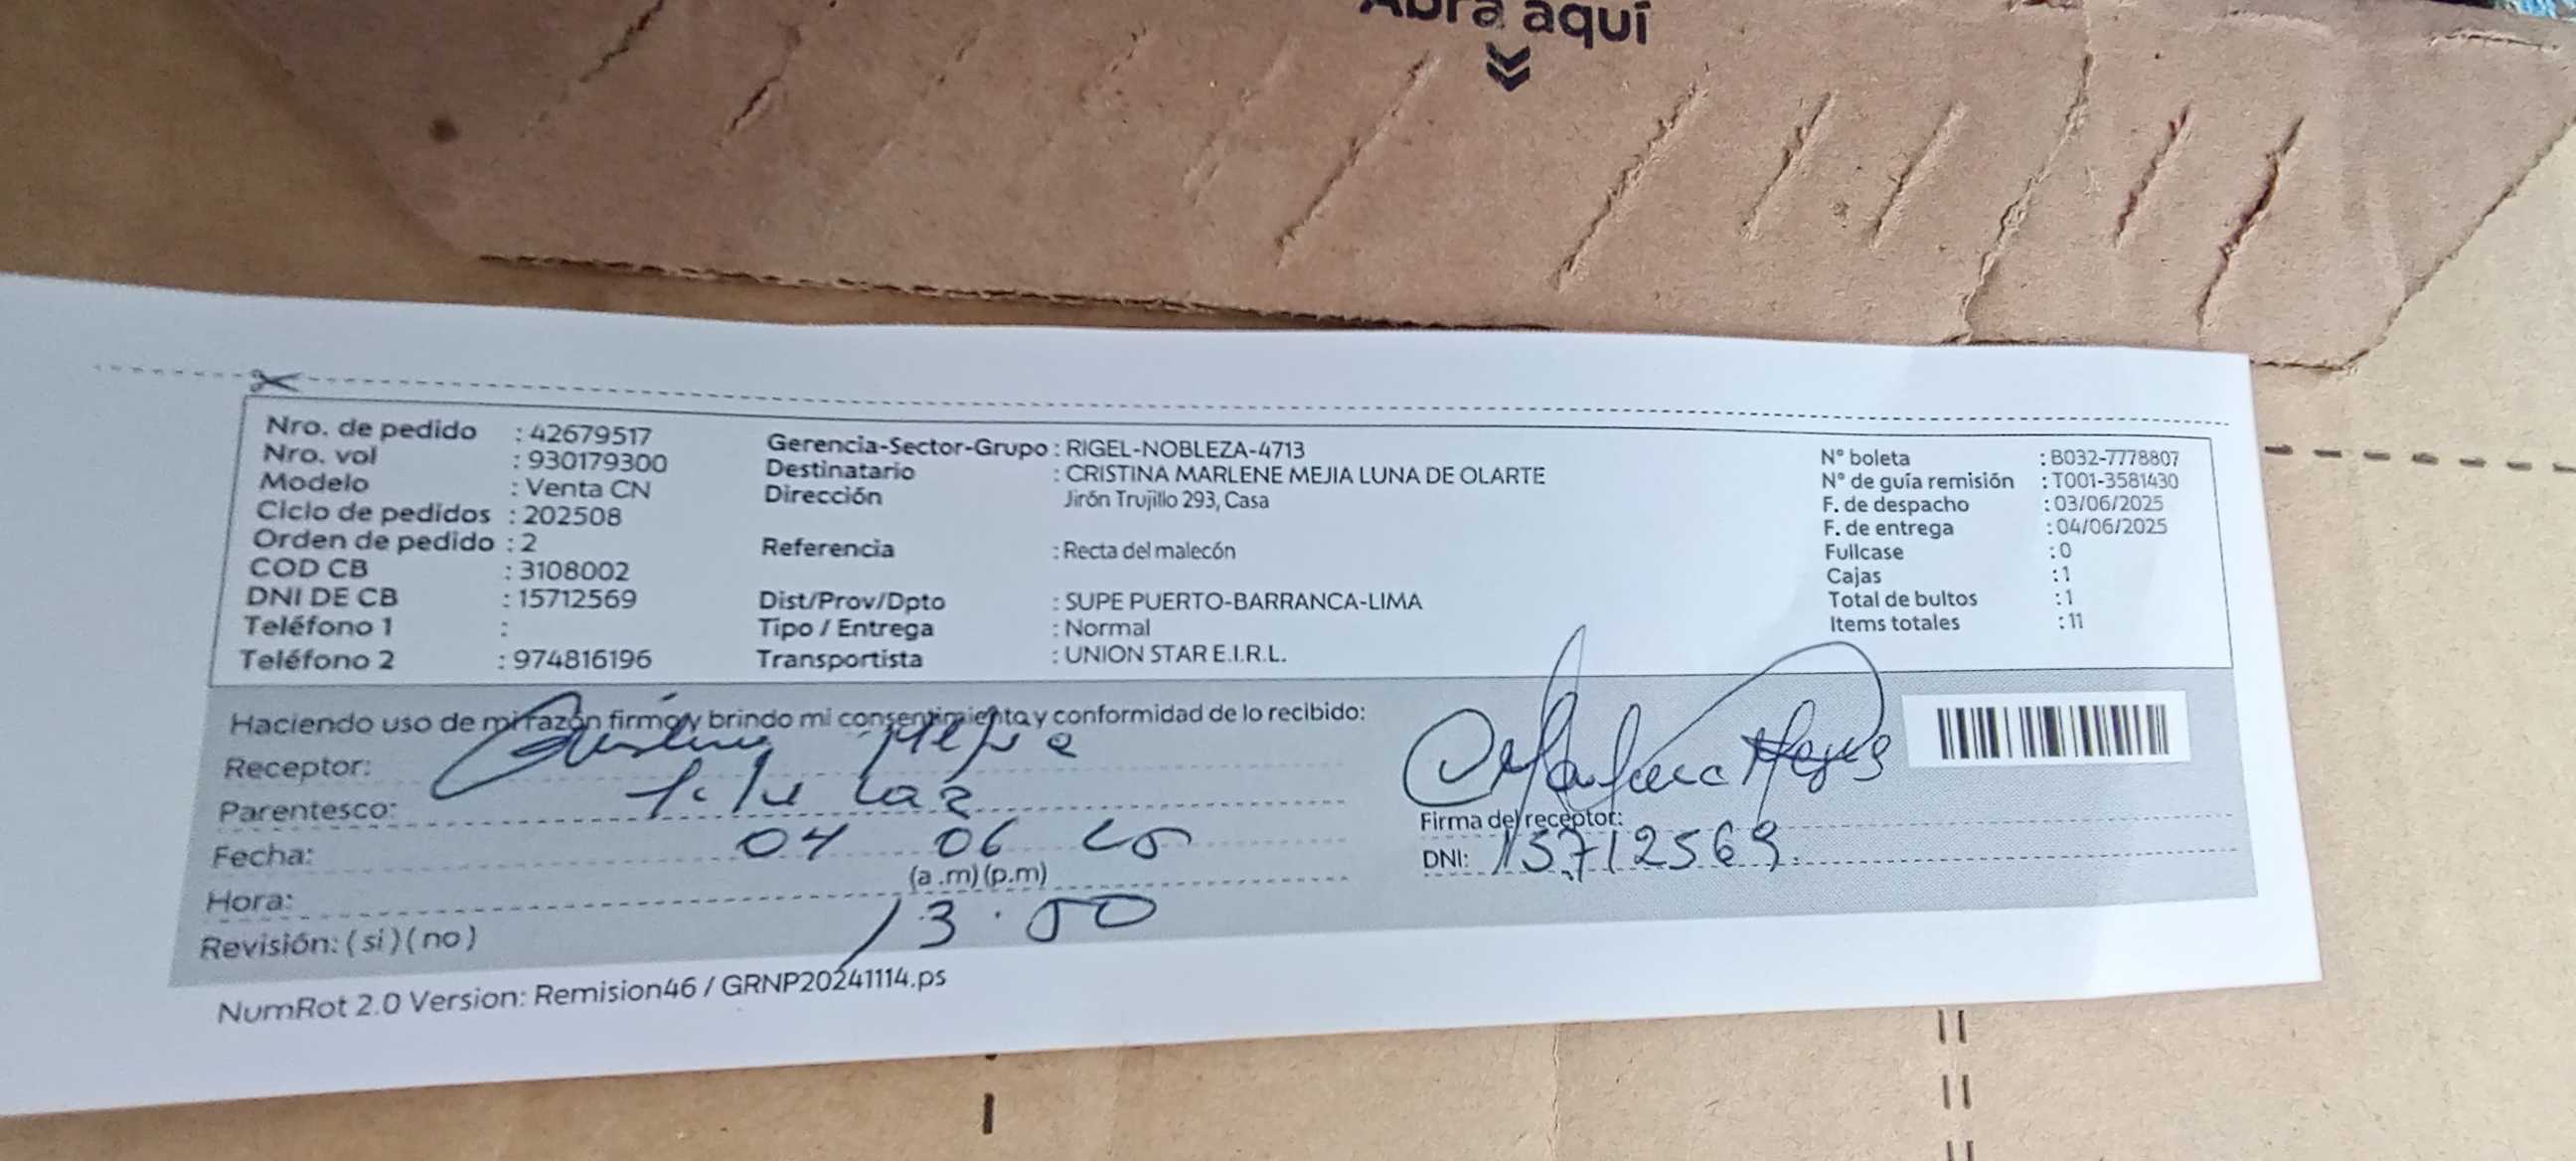 Abra aquí
Nro. de pedido : 42679517
Nro. vol : 930179300
Modelo : Venta CN
Ciclo de pedidos : 202508
Orden de pedido : 2
COD CB : 3108002
DNI DE CB : 15712569
Teléfono 1 :
Teléfono 2 : 974816196
Gerencia-Sector-Grupo : RIGEL-NOBLEZA-4713
Destinatario : CRISTINA MARLENE MEJIA LUNA DE OLARTE
Dirección Jirón Trujillo 293, Casa
Referencia : Recta del malecón
Dist/Prov/Dpto : SUPE PUERTO-BARRANCA-LIMA
Tipo / Entrega : Normal
Transportista : UNION STAR E.I.R.L.
N° boleta : B032-7778807
N° de guía remisión : T001-3581430
F. de despacho : 03/06/2025
F. de entrega : 04/06/2025
Fullcase : 0
Cajas : 1
Total de bultos : 1
Items totales : 11
Haciendo uso de mi razón firmo y brindo mi consentimiento y conformidad de lo recibido:
Receptor: Cristina Mejia
Parentesco: Titular
Fecha: 04 06 25
Hora: (a .m) (p.m)
13.50
Revisión: ( si ) ( no )
Firma del receptor:
DNI: 15712569
NumRot 2.0 Version: Remision46 / GRNP20241114.ps